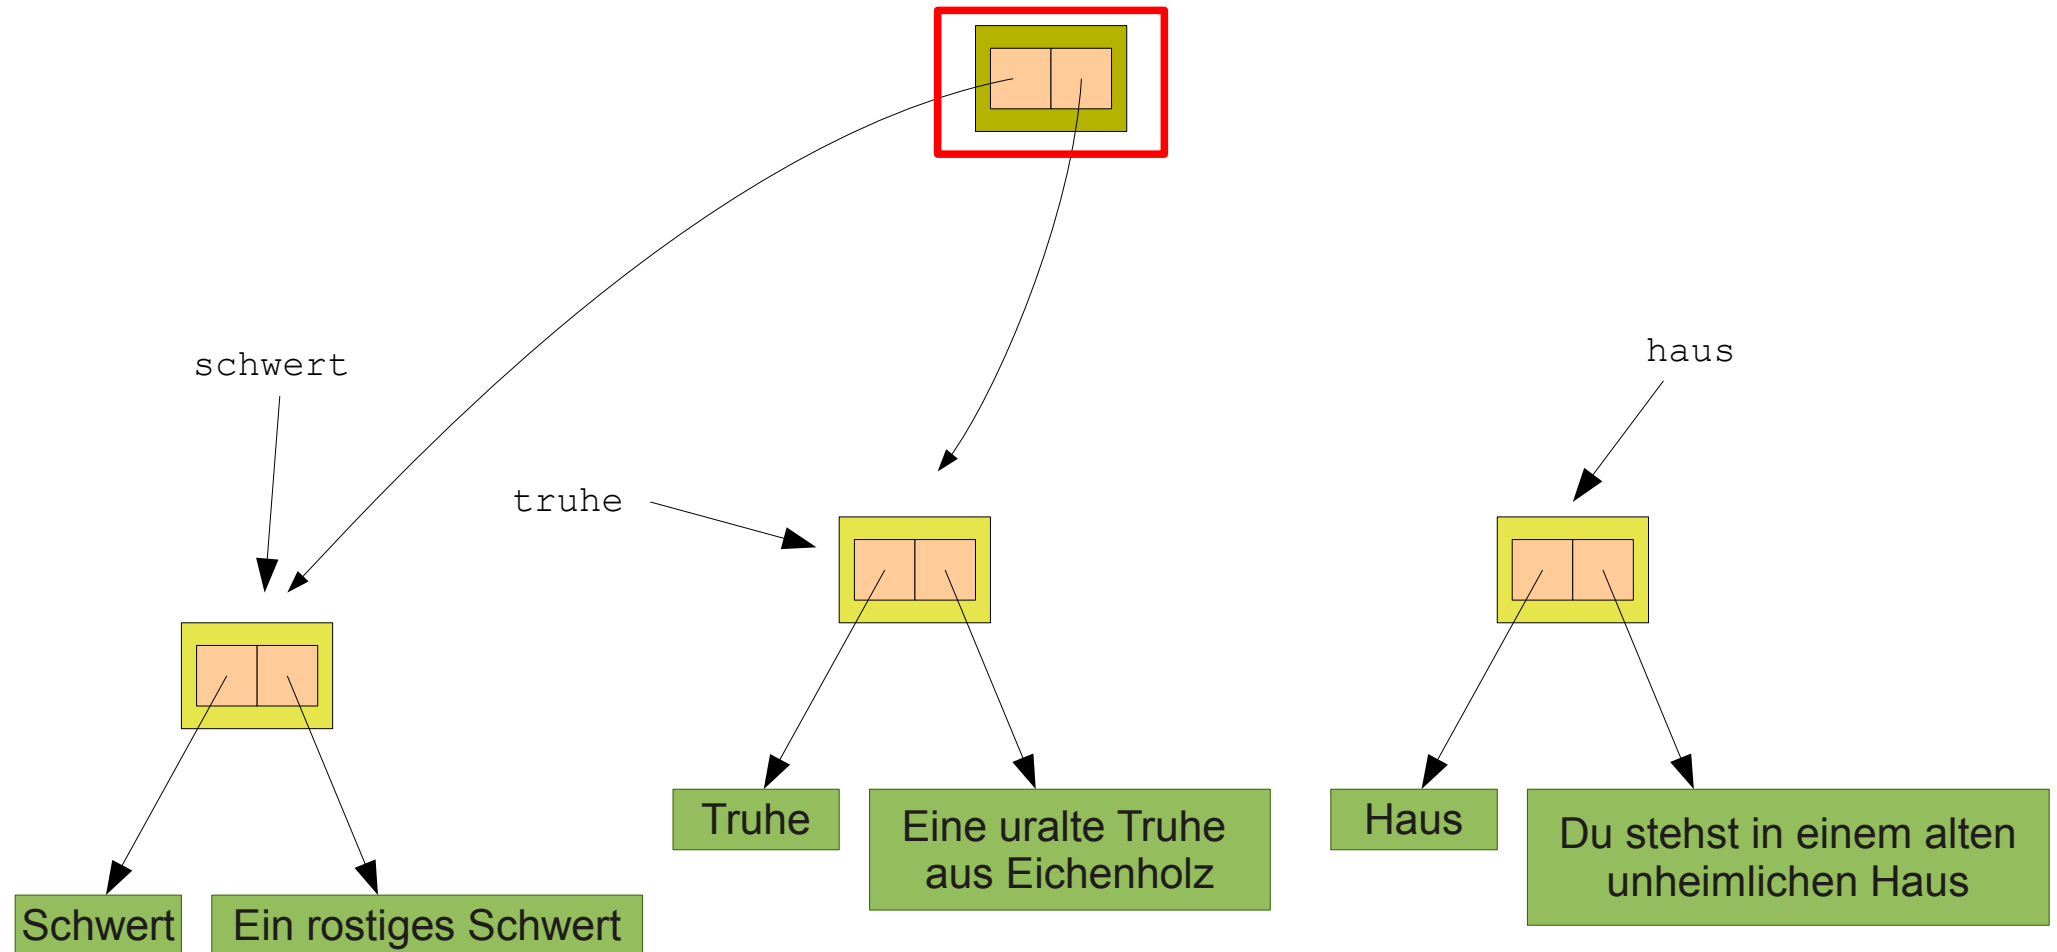 schwert
haus
truhe
Truhe
Eine uralte Truhe
aus Eichenholz
Haus
Du stehst in einem alten
unheimlichen Haus
Schwert
Ein rostiges Schwert